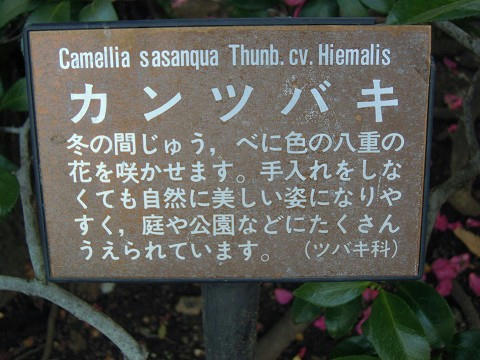 Camellia sasanqua Thunb. cv. Hiemalis
カンツバキ
冬の間じゅう，べに色の八重の
花を咲かせます。手入れをしな
くても自然に美しい姿になりや
すく，庭や公園などにたくさん
うえられています。（ツバキ科）